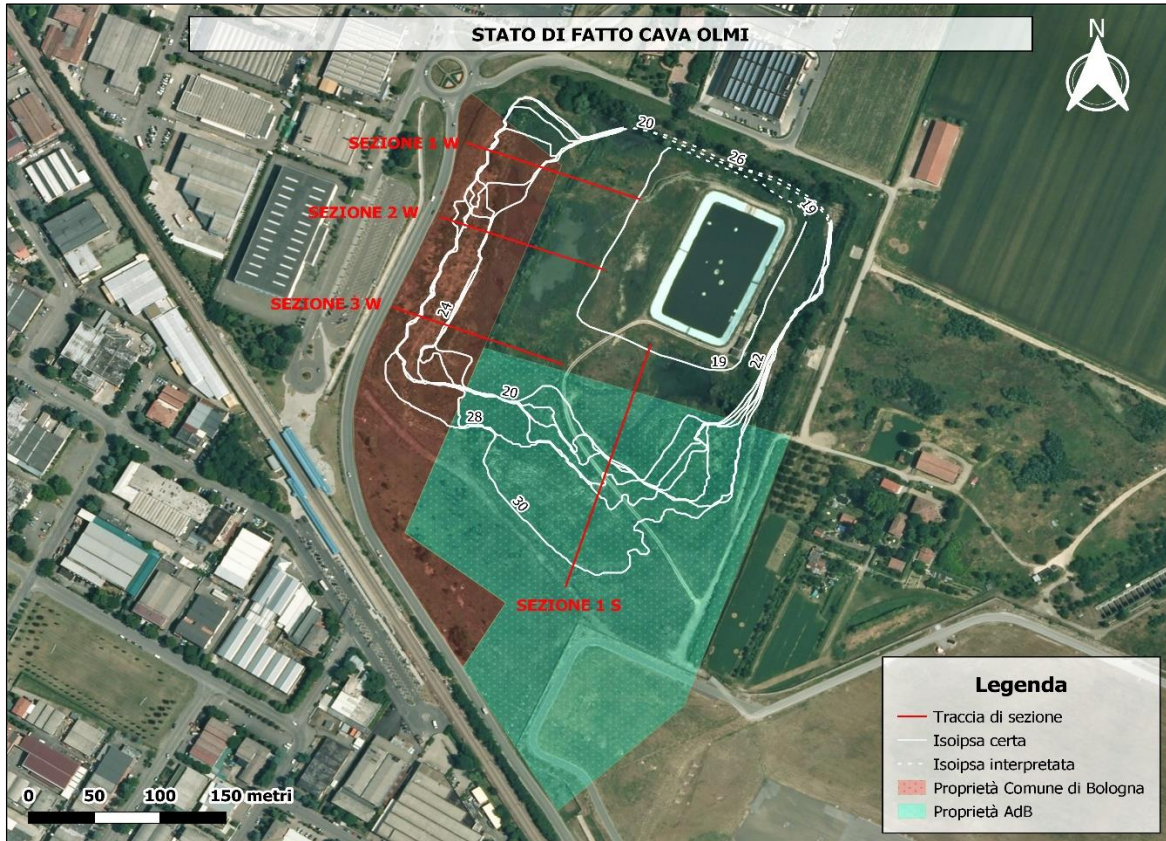 STATO DI FATTO CAVA OLMI
N
20
26
19
SEZIONE 1 W
SEZIONE 2 W
SEZIONE 3 W
24
22
19
20
28
30
SEZIONE 1 S
Legenda
Traccia di sezione
Isoipsa certa
Isoipsa interpretata
Proprietà Comune di Bologna
Proprietà AdB
0 50 100 150 metri